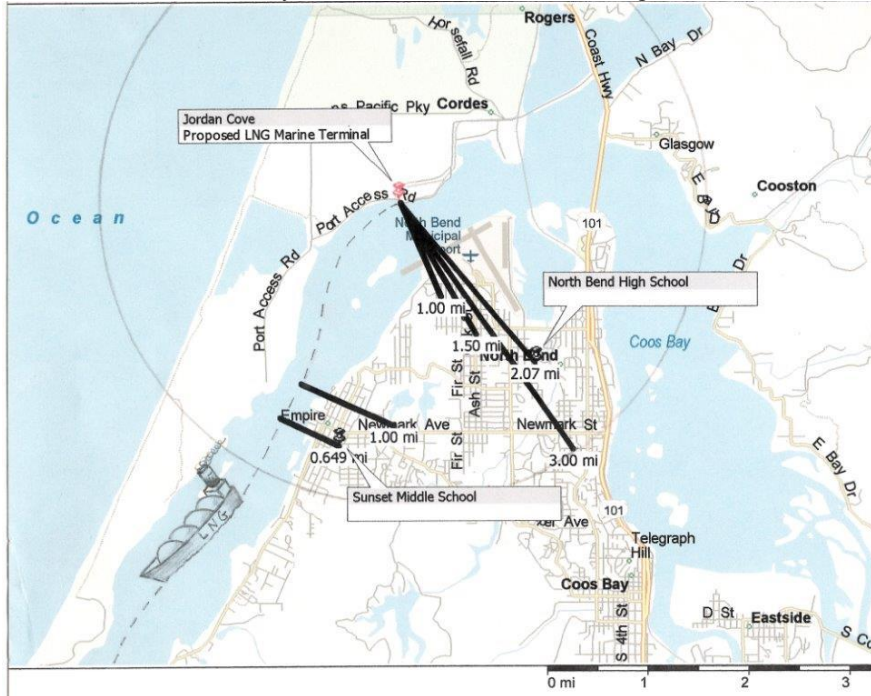 Rogers
Horsefall Rd
Coast Hwy
N Bay Dr
Pacific Pky
Cordes
Jordan Cove
Proposed LNG Marine Terminal
Glasgow
Cooston
Ocean
Port Access Rd
North Bend
Municipal
101
Port Access Rd
North Bend High School
1.00 mi
1.50 mi
North Bend
2.07 mi
Coos Bay
Fir St
Ash St
Empire
Newmark Ave
Newmark St
1.00 mi
0.649 mi
Fir St
3.00 mi
E Bay Dr
Sunset Middle School
LNG
101
Ave
Telegraph
Hill
Coos Bay
S 4th St
D St
Eastside
0 mi 1 2 3